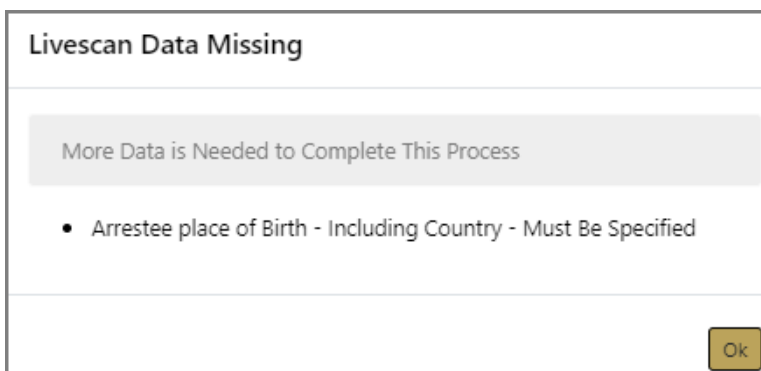 Livescan Data Missing
More Data is Needed to Complete This Process
• Arrestee place of Birth - Including Country - Must Be Specified
Ok